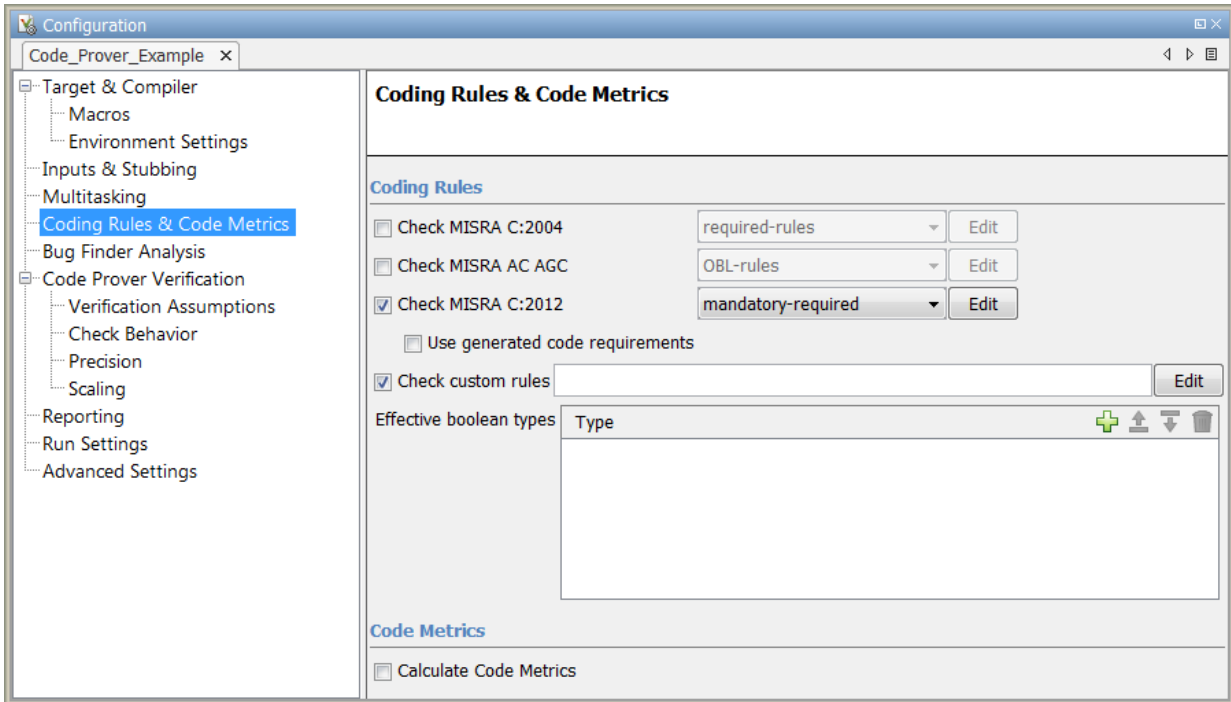 Configuration
Code_Prover_Example
Target & Compiler
Macros
Environment Settings
Inputs & Stubbing
Multitasking
Coding Rules & Code Metrics
Bug Finder Analysis
Code Prover Verification
Verification Assumptions
Check Behavior
Precision
Scaling
Reporting
Run Settings
Advanced Settings
Coding Rules & Code Metrics
Coding Rules
Check MISRA C:2004 required-rules Edit
Check MISRA AC AGC OBL-rules Edit
Check MISRA C:2012 mandatory-required Edit
Use generated code requirements
Check custom rules Edit
Effective boolean types Type
Code Metrics
Calculate Code Metrics